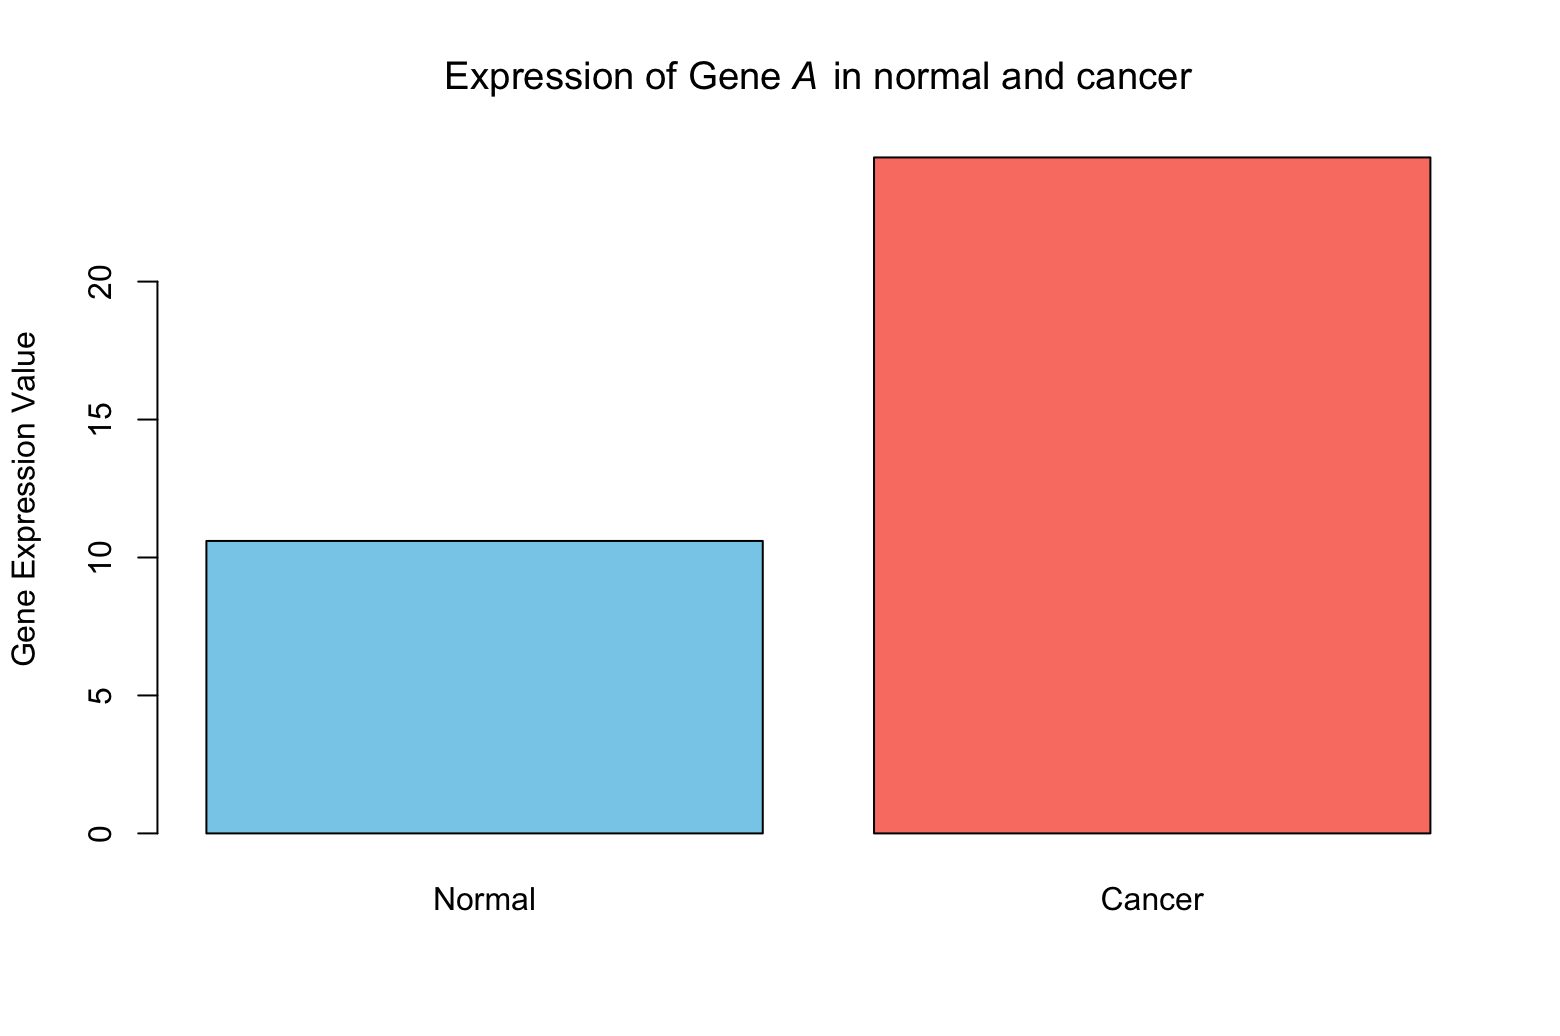 Expression of Gene A in normal and cancer
Gene Expression Value
20
15
10
5
0
Normal
Cancer